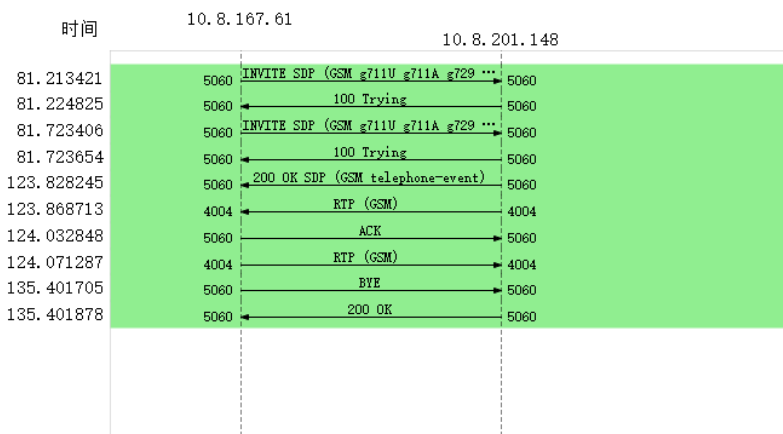 时间
10.8.167.61
10.8.201.148
81.213421 5060 INVITE SDP (GSM g711U g711A g729 ⋯ 5060
81.224825 5060 100 Trying 5060
81.723406 5060 INVITE SDP (GSM g711U g711A g729 ⋯ 5060
81.723654 5060 100 Trying 5060
123.828245 5060 200 OK SDP (GSM telephone-event) 5060
123.868713 4004 RTP (GSM) 4004
124.032848 5060 ACK 5060
124.071287 4004 RTP (GSM) 4004
135.401705 5060 BYE 5060
135.401878 5060 200 OK 5060